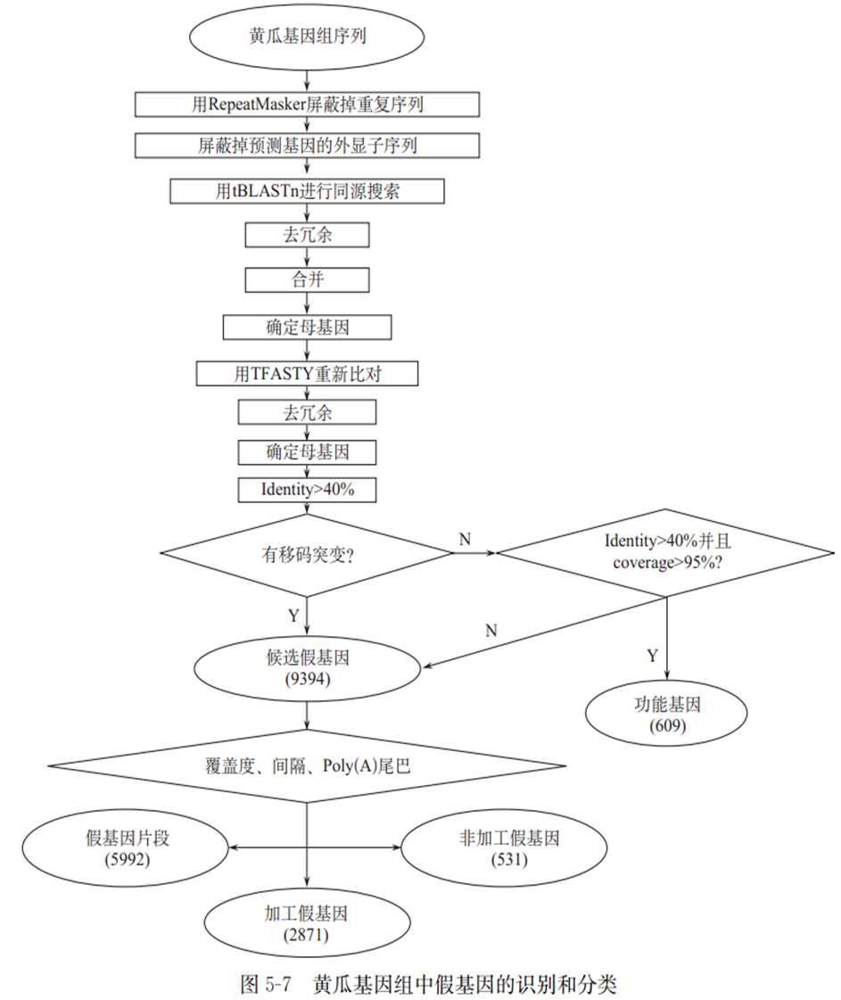 黄瓜基因组序列
用RepeatMasker屏蔽掉重复序列
屏蔽掉预测基因的外显子序列
用tBLASTn进行同源搜索
去冗余
合并
确定母基因
用TFASTY重新比对
去冗余
确定母基因
Identity>40%
有移码突变?
N
Identity>40%并且
coverage>95%?
Y
N
Y
候选假基因
(9394)
功能基因
(609)
覆盖度、间隔、Poly(A)尾巴
假基因片段
(5992)
非加工假基因
(531)
加工假基因
(2871)
图 5-7 黄瓜基因组中假基因的识别和分类